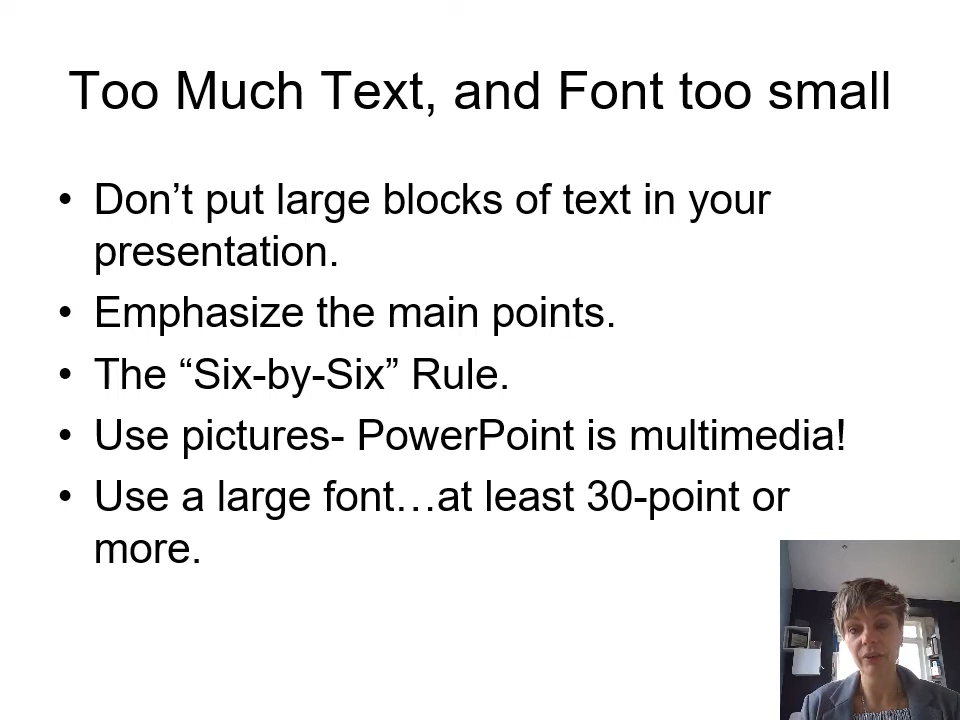 Too Much Text, and Font too small
• Don’t put large blocks of text in your
presentation.
• Emphasize the main points.
• The “Six-by-Six” Rule.
• Use pictures- PowerPoint is multimedia!
• Use a large font…at least 30-point or
more.